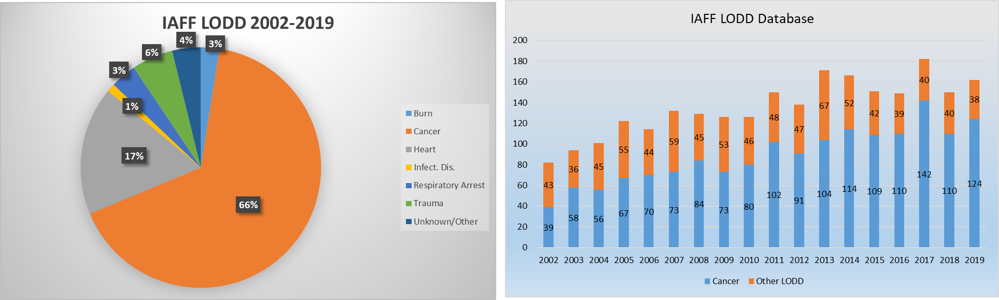 IAFF LODD 2002-2019
4%
3%
6%
3%
1%
17%
66%
Burn
Cancer
Heart
Infect. Dis.
Respiratory Arrest
Trauma
Unknown/Other
IAFF LODD Database
200
180
160
140
120
100
80
60
40
20
0
43 36 45 55 44 59 45 53 46 48 47 67 52 42 39 40 40 38
39 58 56 67 70 73 84 73 80 102 91 104 114 109 110 142 110 124
2002 2003 2004 2005 2006 2007 2008 2009 2010 2011 2012 2013 2014 2015 2016 2017 2018 2019
Cancer Other LODD